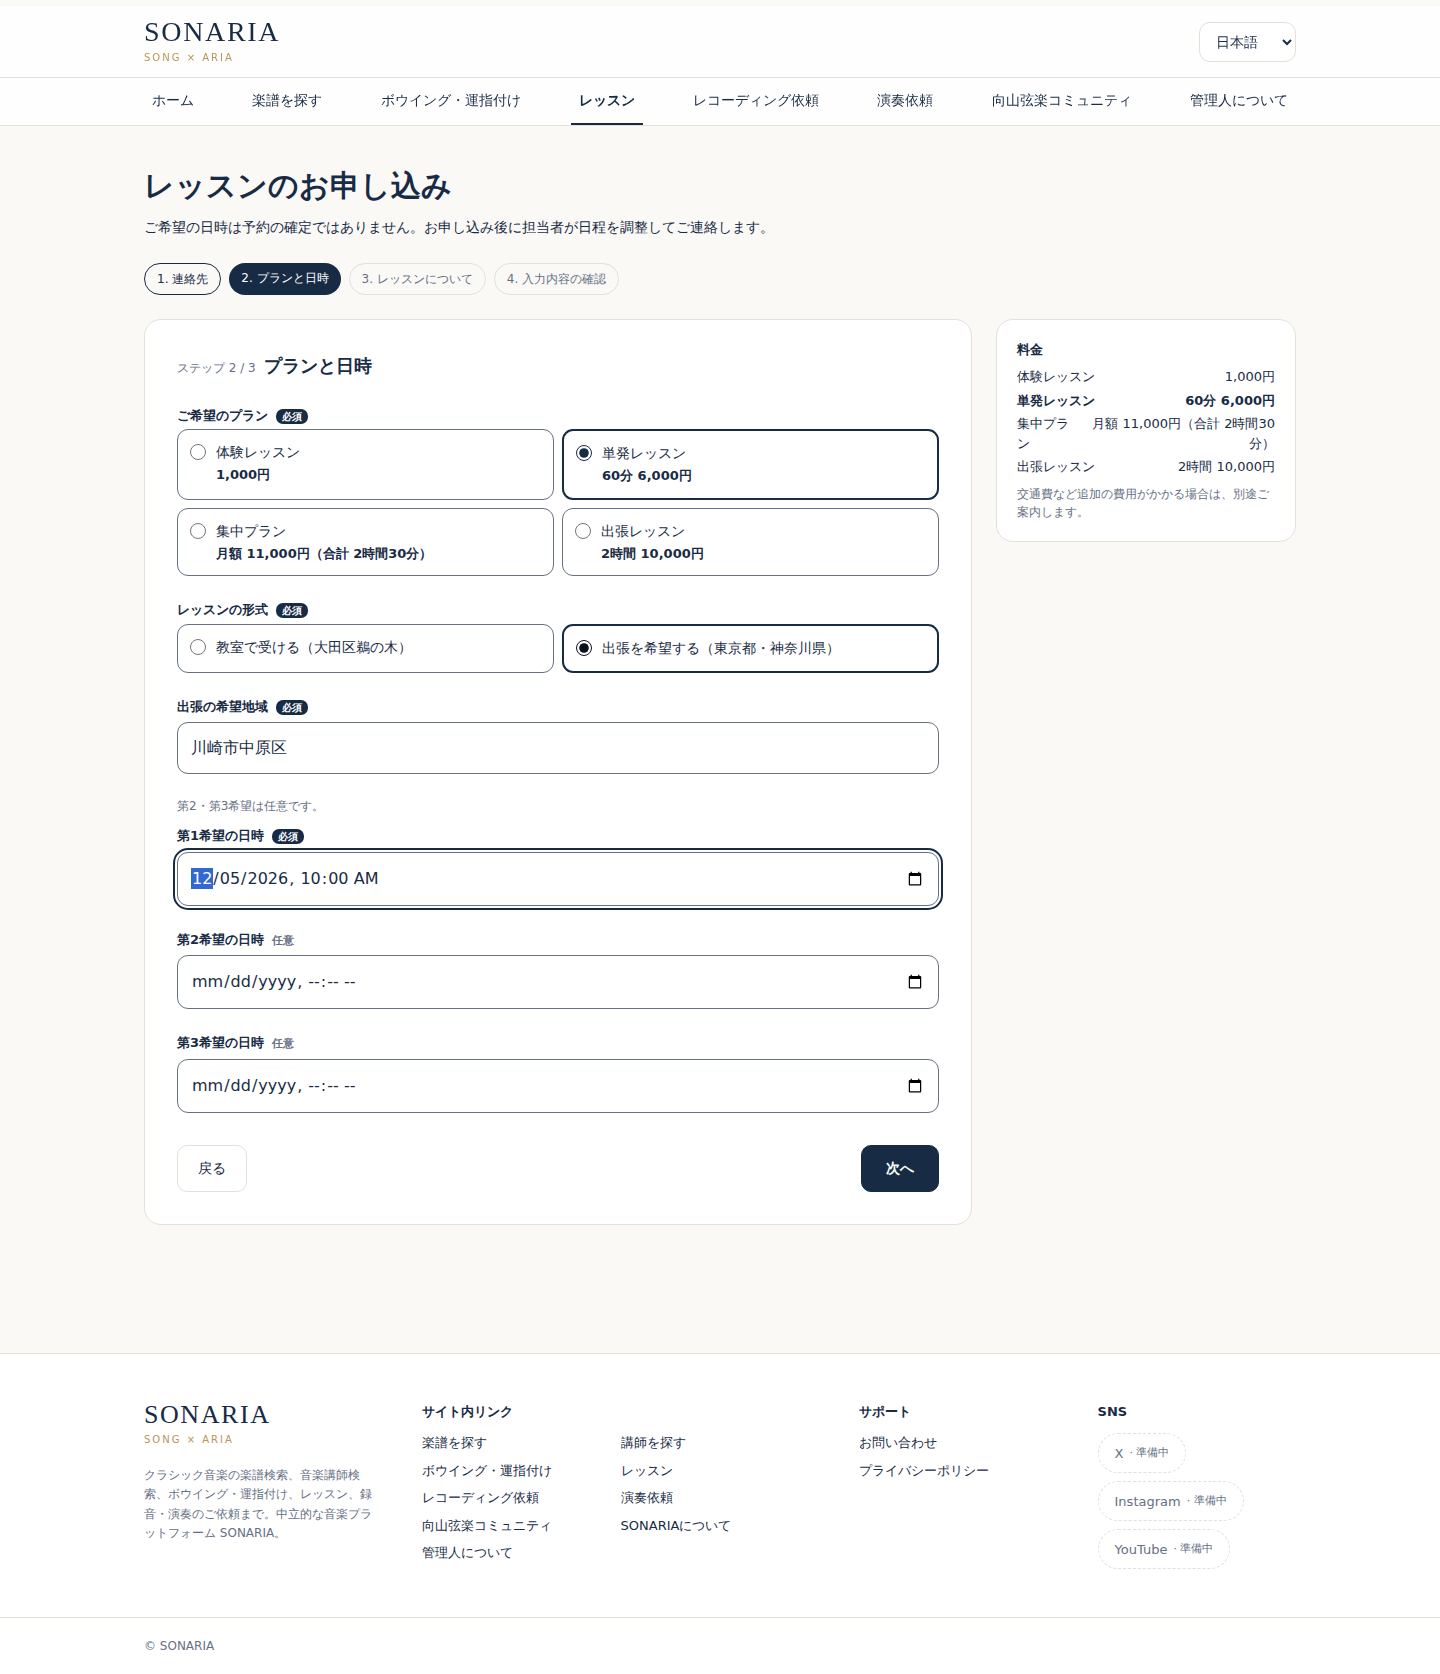 SONARIA
SONG × ARIA
日本語
ホーム
楽譜を探す
ボウイング・運指付け
レッスン
レコーディング依頼
演奏依頼
向山弦楽コミュニティ
管理人について
レッスンのお申し込み
ご希望の日時は予約の確定ではありません。お申し込み後に担当者が日程を調整してご連絡します。
1. 連絡先
2. プランと日時
3. レッスンについて
4. 入力内容の確認
ステップ 2 / 3 プランと日時
ご希望のプラン 必須
体験レッスン
1,000円
単発レッスン
60分 6,000円
集中プラン
月額 11,000円（合計 2時間30分）
出張レッスン
2時間 10,000円
レッスンの形式 必須
教室で受ける（大田区鵜の木）
出張を希望する（東京都・神奈川県）
出張の希望地域 必須
川崎市中原区
第2・第3希望は任意です。
第1希望の日時 必須
12/05/2026, 10:00 AM
第2希望の日時 任意
mm/dd/yyyy, --:-- --
第3希望の日時 任意
mm/dd/yyyy, --:-- --
戻る
次へ
料金
体験レッスン 1,000円
単発レッスン 60分 6,000円
集中プラ 月額 11,000円（合計 2時間30
ン 分）
出張レッスン 2時間 10,000円
交通費など追加の費用がかかる場合は、別途ご
案内します。
SONARIA
SONG × ARIA
クラシック音楽の楽譜検索、音楽講師検
索、ボウイング・運指付け、レッスン、録
音・演奏のご依頼まで。中立的な音楽プラ
ットフォーム SONARIA。
サイト内リンク
楽譜を探す
ボウイング・運指付け
レコーディング依頼
向山弦楽コミュニティ
管理人について
講師を探す
レッスン
演奏依頼
SONARIAについて
サポート
お問い合わせ
プライバシーポリシー
SNS
X · 準備中
Instagram · 準備中
YouTube · 準備中
© SONARIA